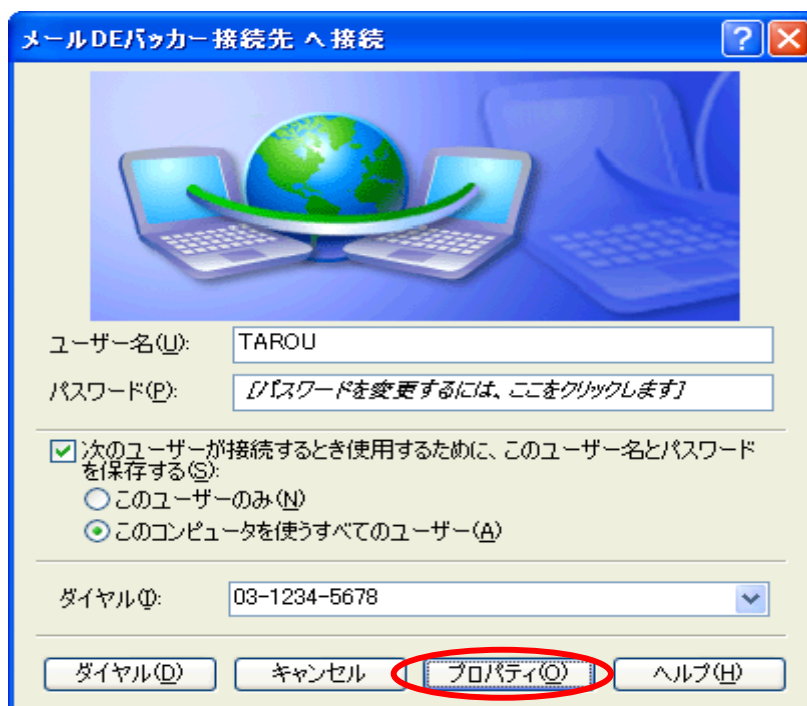 メールDEパッカー接続先 へ接続
ユーザー名(U): TAROU
パスワード(P): [パスワードを変更するには、ここをクリックします]
次のユーザーが接続するとき使用するために、このユーザー名とパスワード
を保存する(S):
このユーザーのみ(N)
このコンピュータを使うすべてのユーザー(A)
ダイヤル(I): 03-1234-5678
ダイヤル(D) キャンセル プロパティ(O) ヘルプ(H)